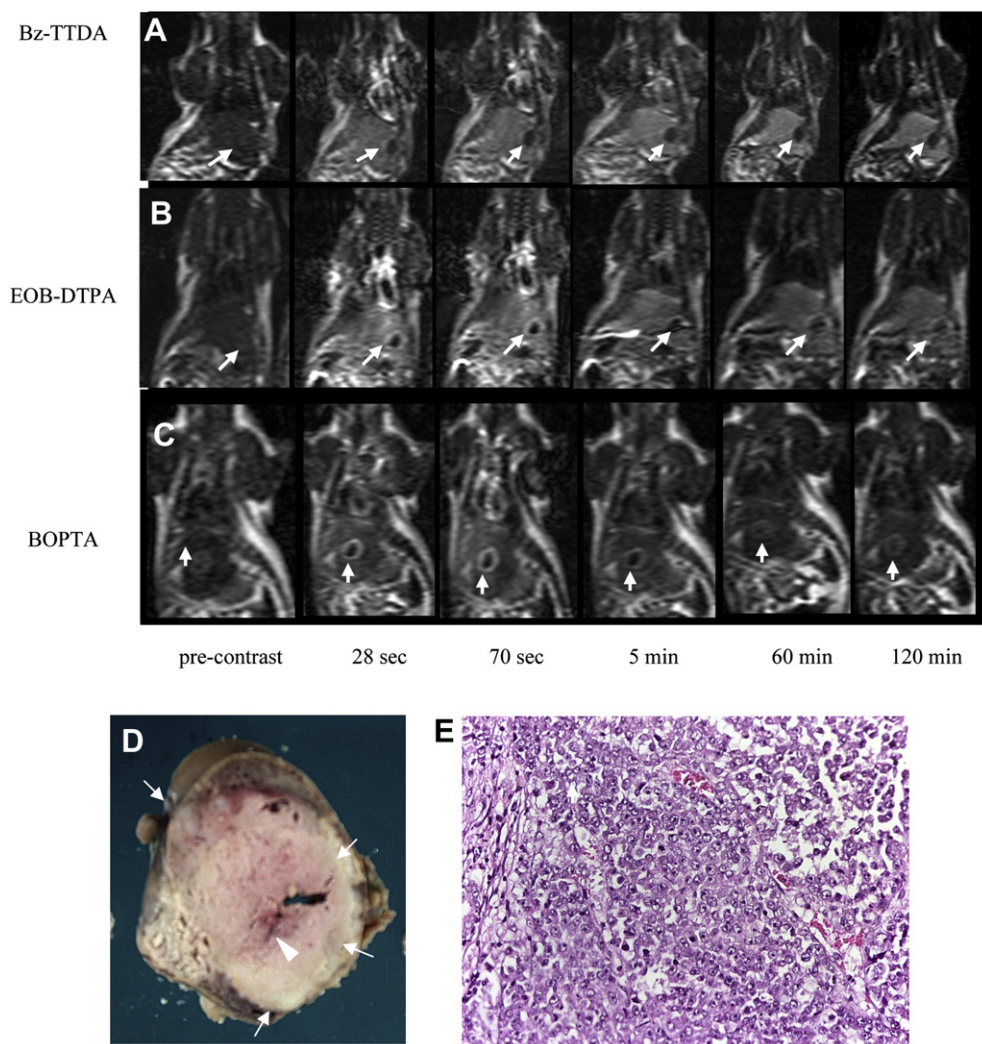 Bz-TTDA
A
B
EOB-DTPA
C
BOPTA
pre-contrast 28 sec 70 sec 5 min 60 min 120 min
D
E